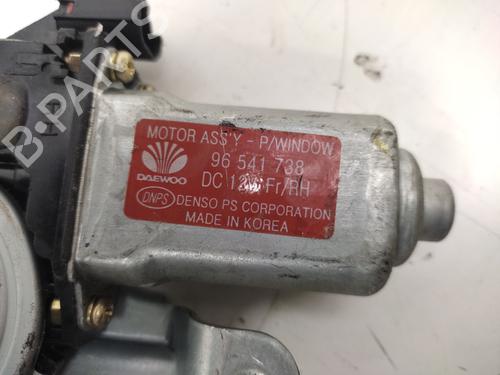 MOTOR ASS'Y - P/WINDOW
96 541 738
DAEWOO
DC 12V Fr/RH
DNPS DENSO PS CORPORATION
MADE IN KOREA
B-PARTS